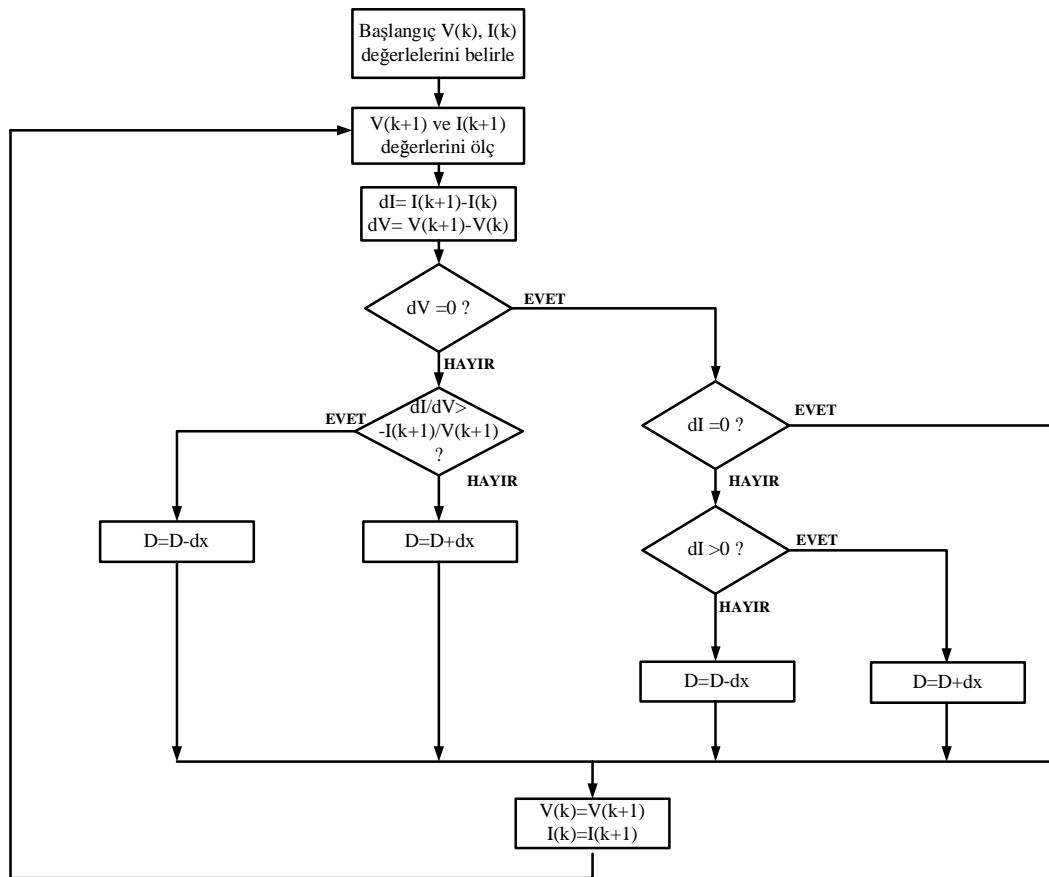 Başlangıç V(k), I(k)
değerlelerini belirle
V(k+1) ve I(k+1)
değerlerini ölç
dI= I(k+1)-I(k)
dV= V(k+1)-V(k)
dV =0 ?
EVET
HAYIR
dI/dV>
-I(k+1)/V(k+1)
?
EVET
HAYIR
dI =0 ?
EVET
HAYIR
D=D-dx
D=D+dx
dI >0 ?
EVET
HAYIR
D=D-dx
D=D+dx
V(k)=V(k+1)
I(k)=I(k+1)